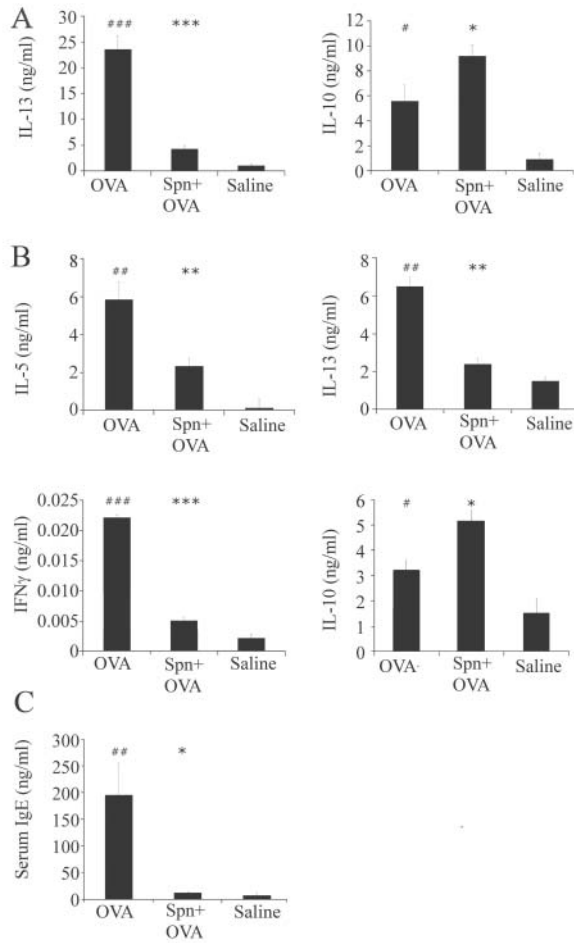 A
### ***
IL-13 (ng/ml)
30
25
20
15
10
5
0
OVA Spn+ Saline
OVA
# *
IL-10 (ng/ml)
12
10
8
6
4
2
0
OVA Spn+ Saline
OVA
B
## **
IL-5 (ng/ml)
8
6
4
2
0
OVA Spn+ Saline
OVA
## **
IL-13 (ng/ml)
8
6
4
2
0
OVA Spn+ Saline
OVA
### ***
IFNγ (ng/ml)
0.025
0.020
0.015
0.010
0.005
0
OVA Spn+ Saline
OVA
# *
IL-10 (ng/ml)
6
5
4
3
2
1
0
OVA Spn+ Saline
OVA
C
## *
Serum IgE (ng/ml)
300
250
200
150
100
50
0
OVA Spn+ Saline
OVA